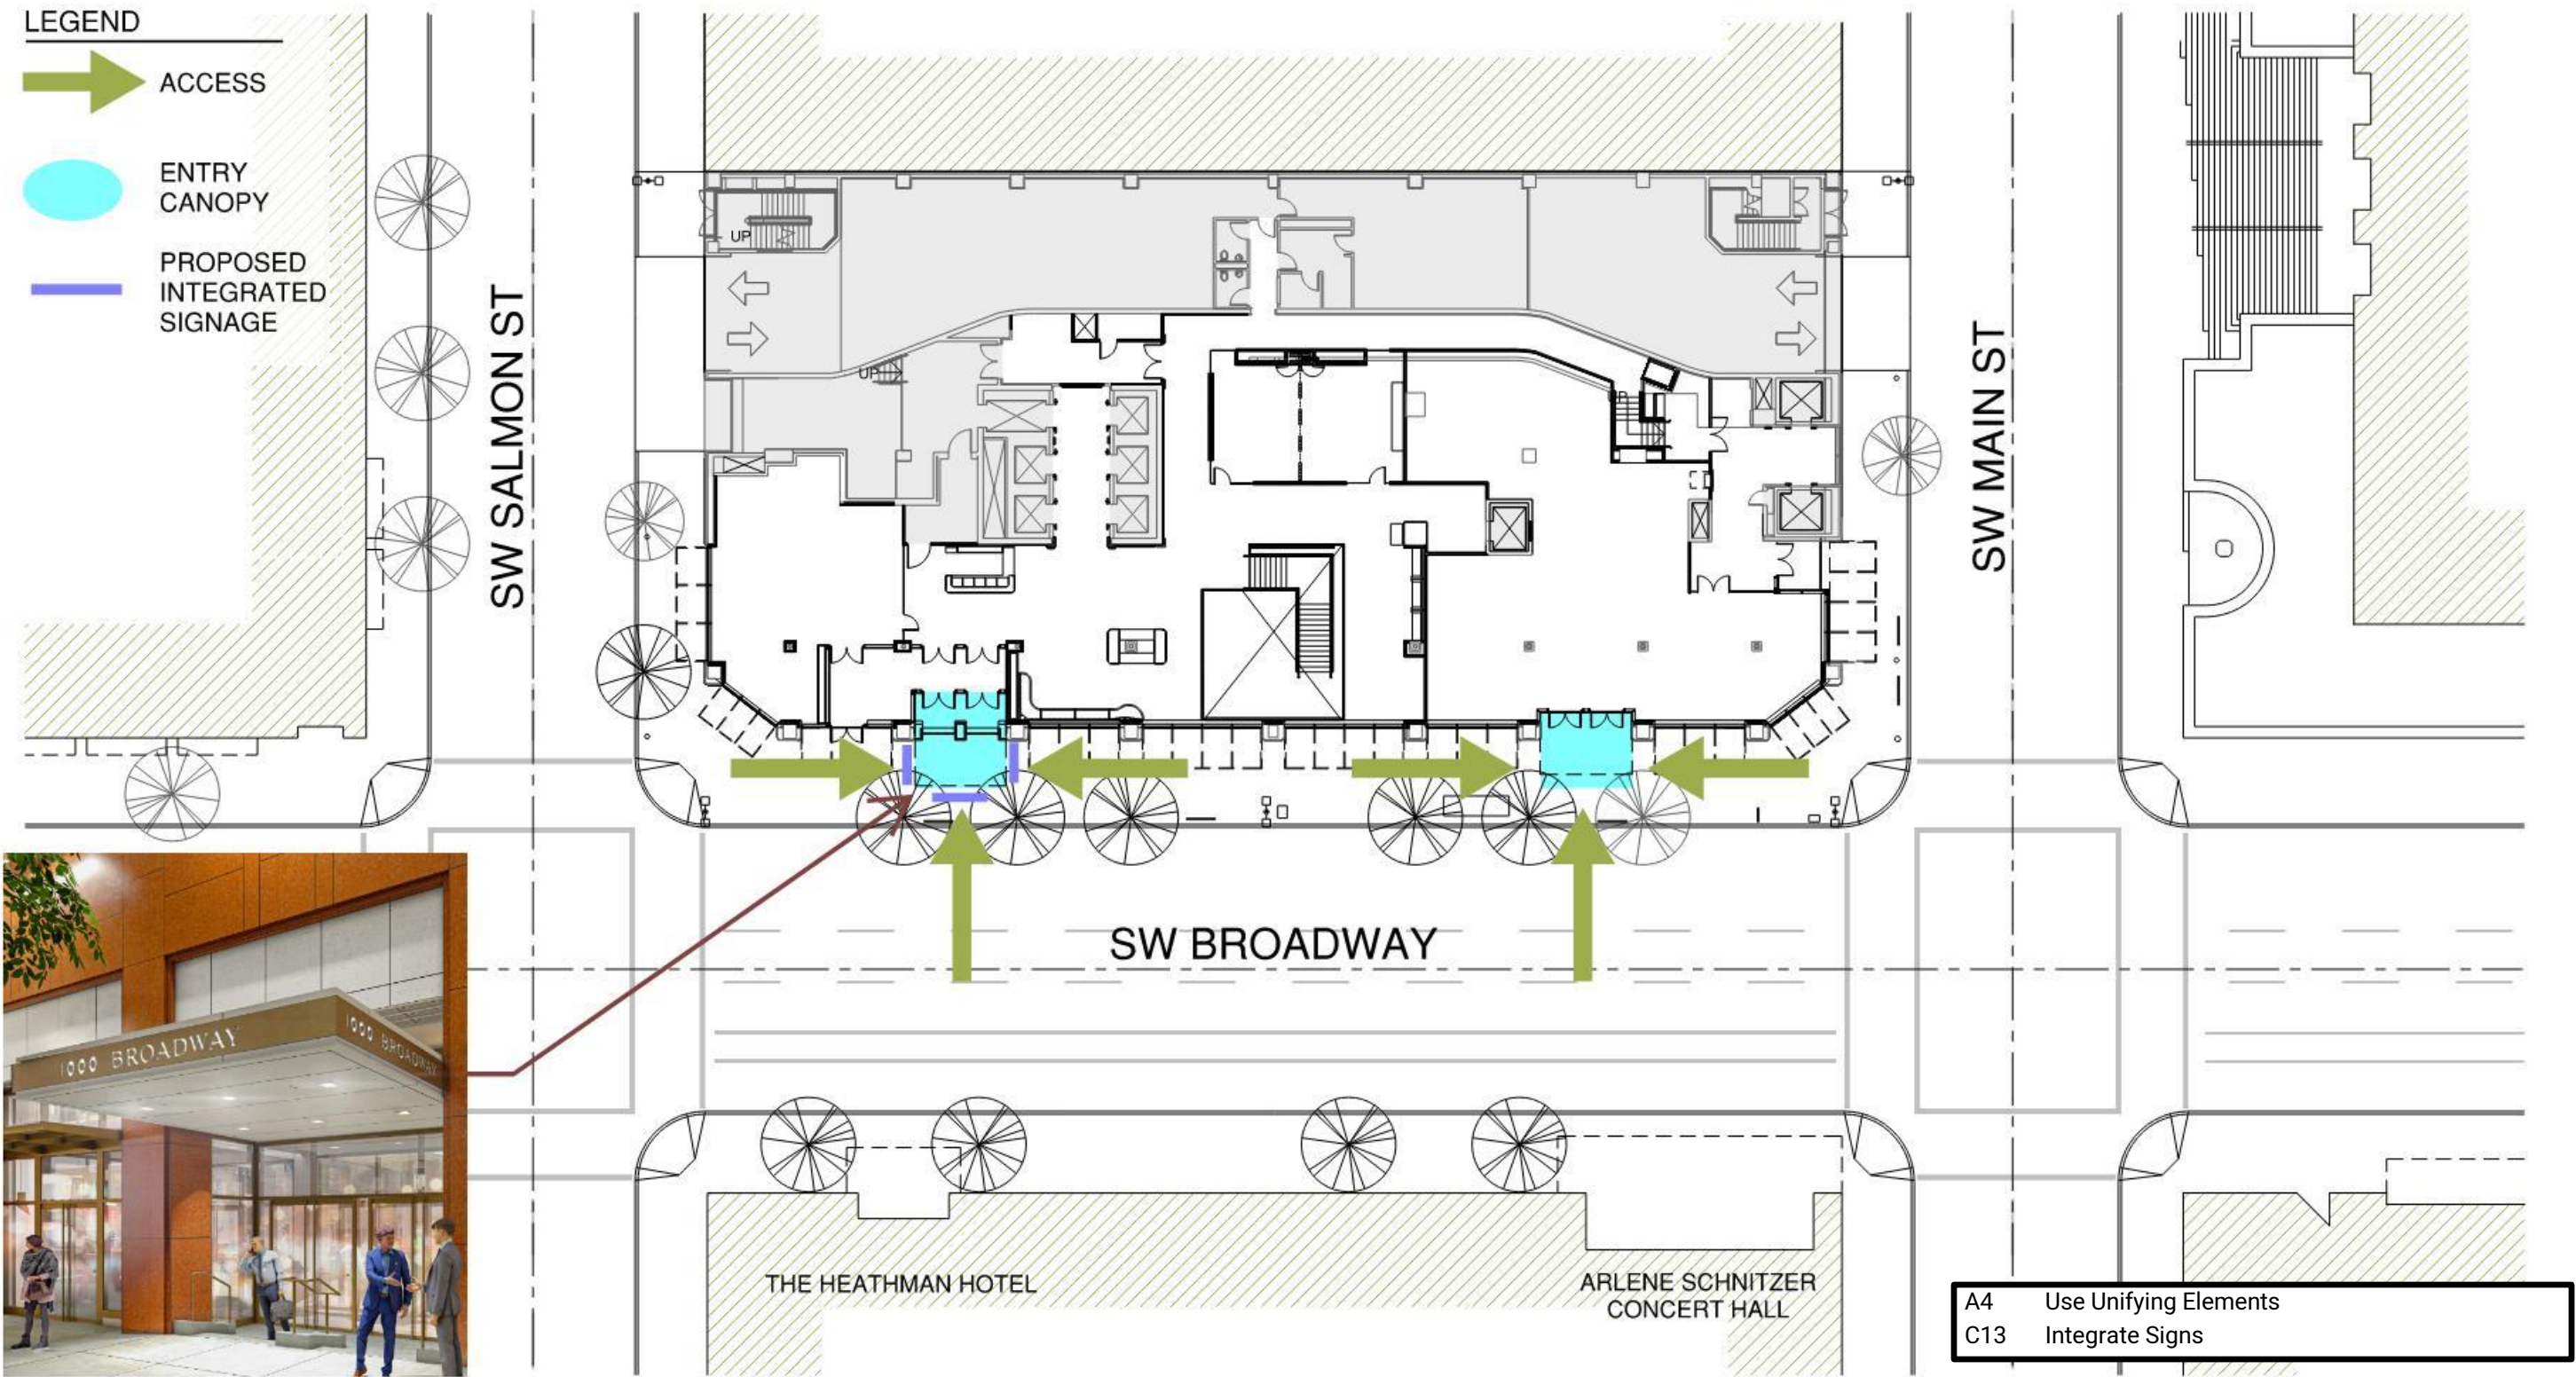 LEGEND
ACCESS
ENTRY
CANOPY
PROPOSED
INTEGRATED
SIGNAGE
SW SALMON ST
SW MAIN ST
UP
UP
SW BROADWAY
1000 BROADWAY
1000 BROADWAY
THE HEATHMAN HOTEL
ARLENE SCHNITZER
CONCERT HALL
A4 Use Unifying Elements
C13 Integrate Signs